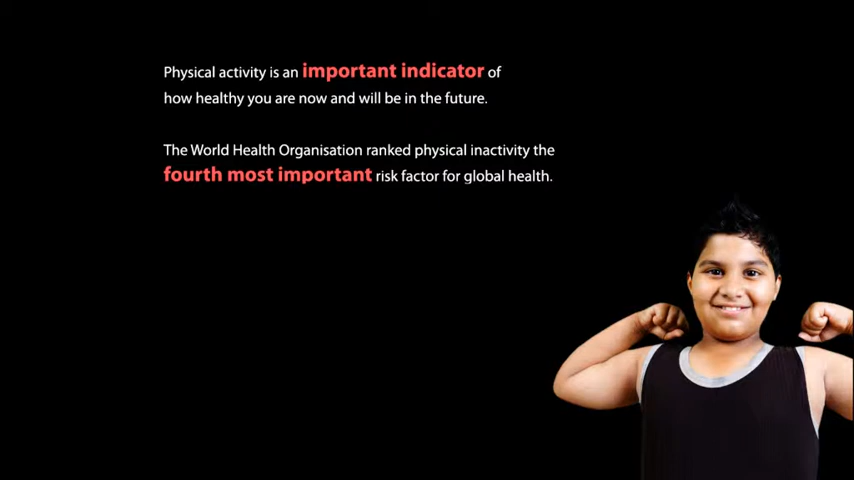 Physical activity is an important indicator of
how healthy you are now and will be in the future.
The World Health Organisation ranked physical inactivity the
fourth most important risk factor for global health.